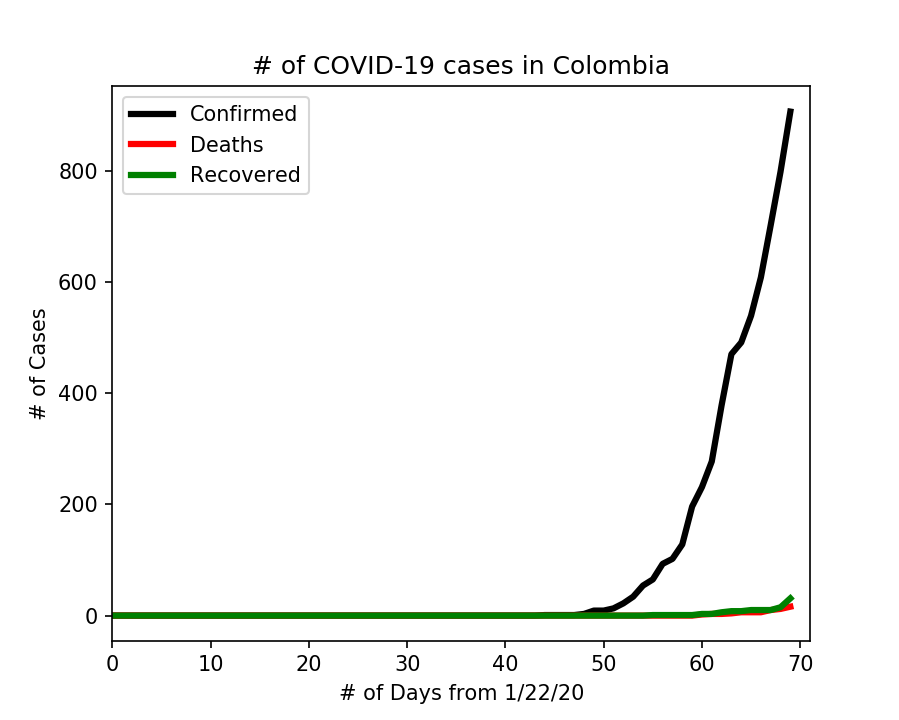 # of COVID-19 cases in Colombia
Confirmed
Deaths
Recovered
800
600
400
200
0
# of Cases
0 10 20 30 40 50 60 70
# of Days from 1/22/20